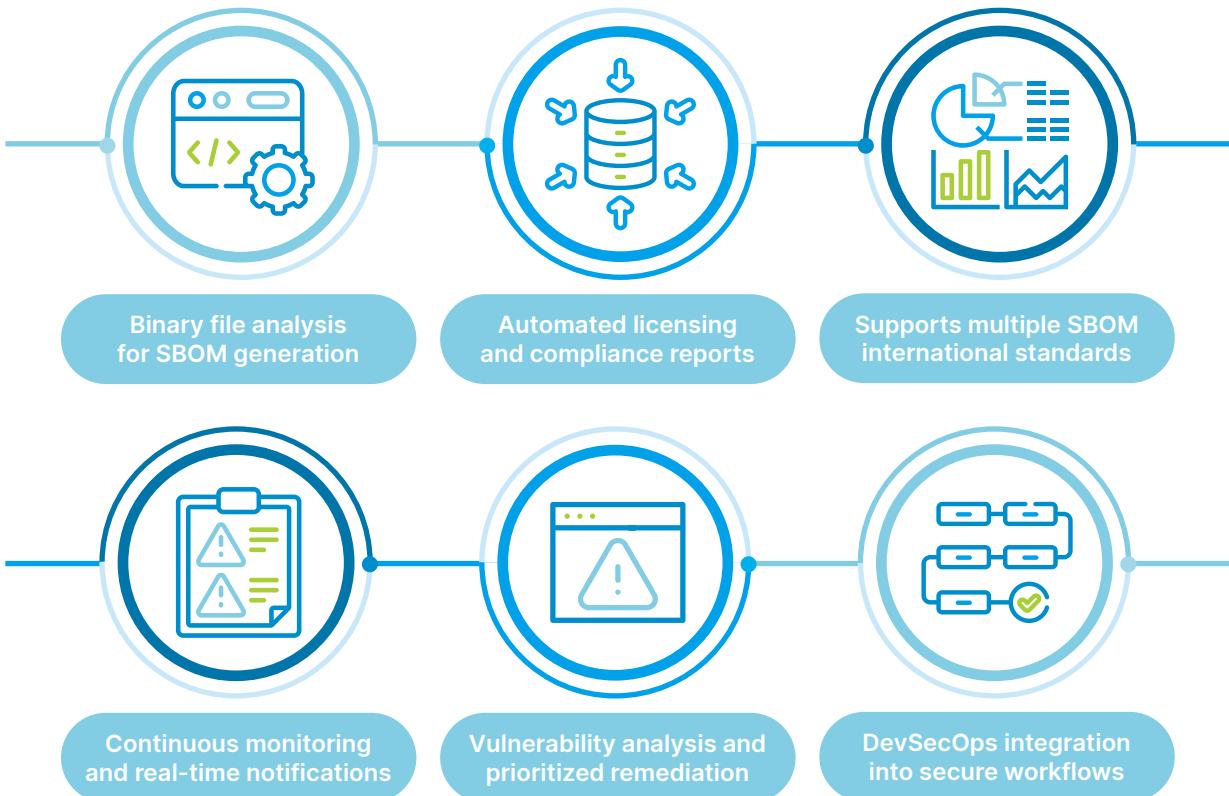 Binary file analysis
for SBOM generation
Automated licensing
and compliance reports
Supports multiple SBOM
international standards
Continuous monitoring
and real-time notifications
Vulnerability analysis and
prioritized remediation
DevSecOps integration
into secure workflows